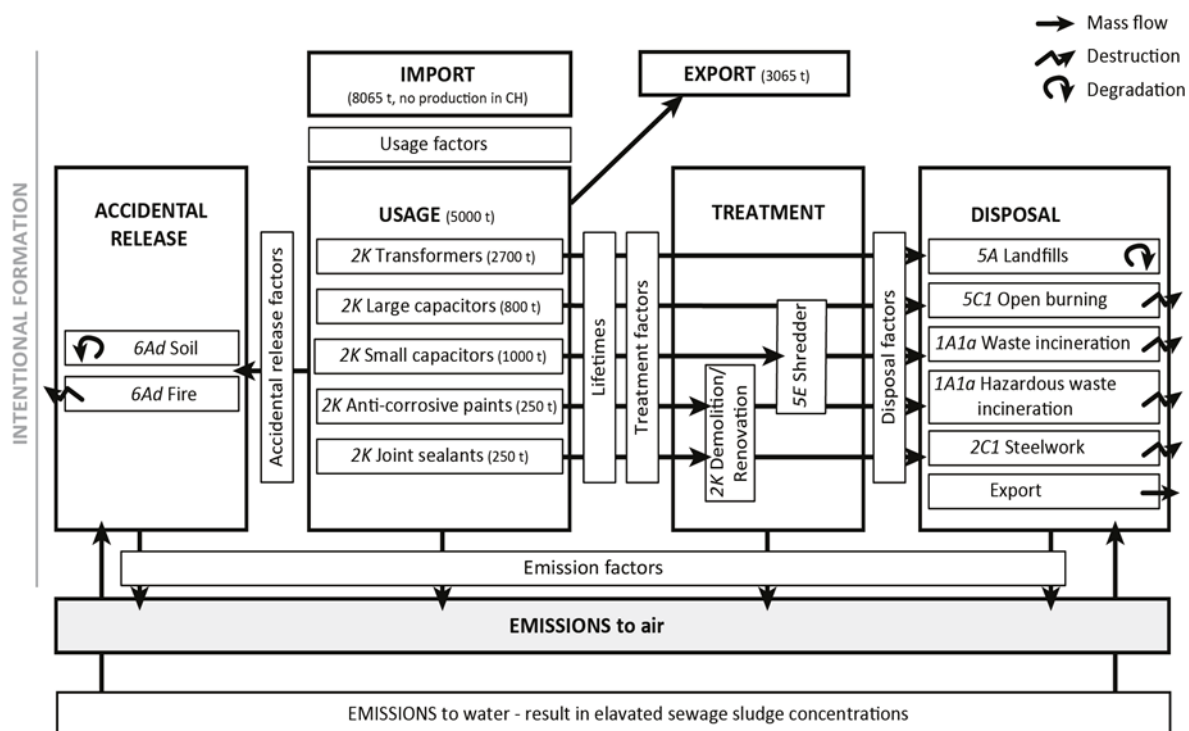 Mass flow
Destruction
Degradation
INTENTIONAL FORMATION
IMPORT
(8065 t, no production in CH)
EXPORT (3065 t)
Usage factors
ACCIDENTAL
RELEASE
6Ad Soil
6Ad Fire
Accidental release factors
USAGE (5000 t)
2K Transformers (2700 t)
2K Large capacitors (800 t)
2K Small capacitors (1000 t)
2K Anti-corrosive paints (250 t)
2K Joint sealants (250 t)
Lifetimes
Treatment factors
TREATMENT
5E Shredder
2K Demolition/
Renovation
Disposal factors
DISPOSAL
5A Landfills
5C1 Open burning
1A1a Waste incineration
1A1a Hazardous waste
incineration
2C1 Steelwork
Export
Emission factors
EMISSIONS to air
EMISSIONS to water - result in elavated sewage sludge concentrations